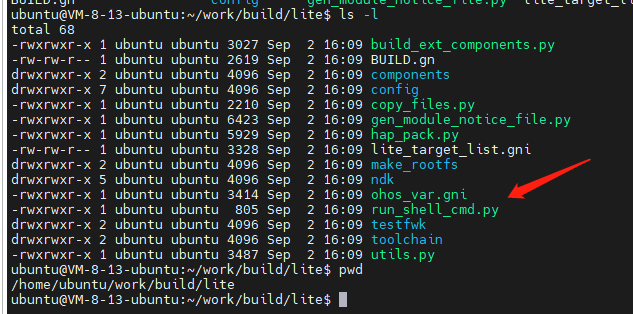 BUILD.gn config gen_module_notice_file.py lite_target_li
ubuntu@VM-8-13-ubuntu:~/work/build/lite$ ls -l
total 68
-rwxrwxr-x 1 ubuntu ubuntu 3027 Sep  2 16:09 build_ext_components.py
-rw-rw-r-- 1 ubuntu ubuntu 2619 Sep  2 16:09 BUILD.gn
drwxrwxr-x 2 ubuntu ubuntu 4096 Sep  2 16:09 components
drwxrwxr-x 7 ubuntu ubuntu 4096 Sep  2 16:09 config
-rwxrwxr-x 1 ubuntu ubuntu 2210 Sep  2 16:09 copy_files.py
-rwxrwxr-x 1 ubuntu ubuntu 6423 Sep  2 16:09 gen_module_notice_file.py
-rwxrwxr-x 1 ubuntu ubuntu 5929 Sep  2 16:09 hap_pack.py
-rw-rw-r-- 1 ubuntu ubuntu 3328 Sep  2 16:09 lite_target_list.gni
drwxrwxr-x 2 ubuntu ubuntu 4096 Sep  2 16:09 make_rootfs
drwxrwxr-x 5 ubuntu ubuntu 4096 Sep  2 16:09 ndk
-rwxrwxr-x 1 ubuntu ubuntu 3414 Sep  2 16:09 ohos_var.gni
-rwxrwxr-x 1 ubuntu ubuntu  805 Sep  2 16:09 run_shell_cmd.py
drwxrwxr-x 2 ubuntu ubuntu 4096 Sep  2 16:09 testfwk
drwxrwxr-x 2 ubuntu ubuntu 4096 Sep  2 16:09 toolchain
-rwxrwxr-x 1 ubuntu ubuntu 3487 Sep  2 16:09 utils.py
ubuntu@VM-8-13-ubuntu:~/work/build/lite$ pwd
/home/ubuntu/work/build/lite
ubuntu@VM-8-13-ubuntu:~/work/build/lite$